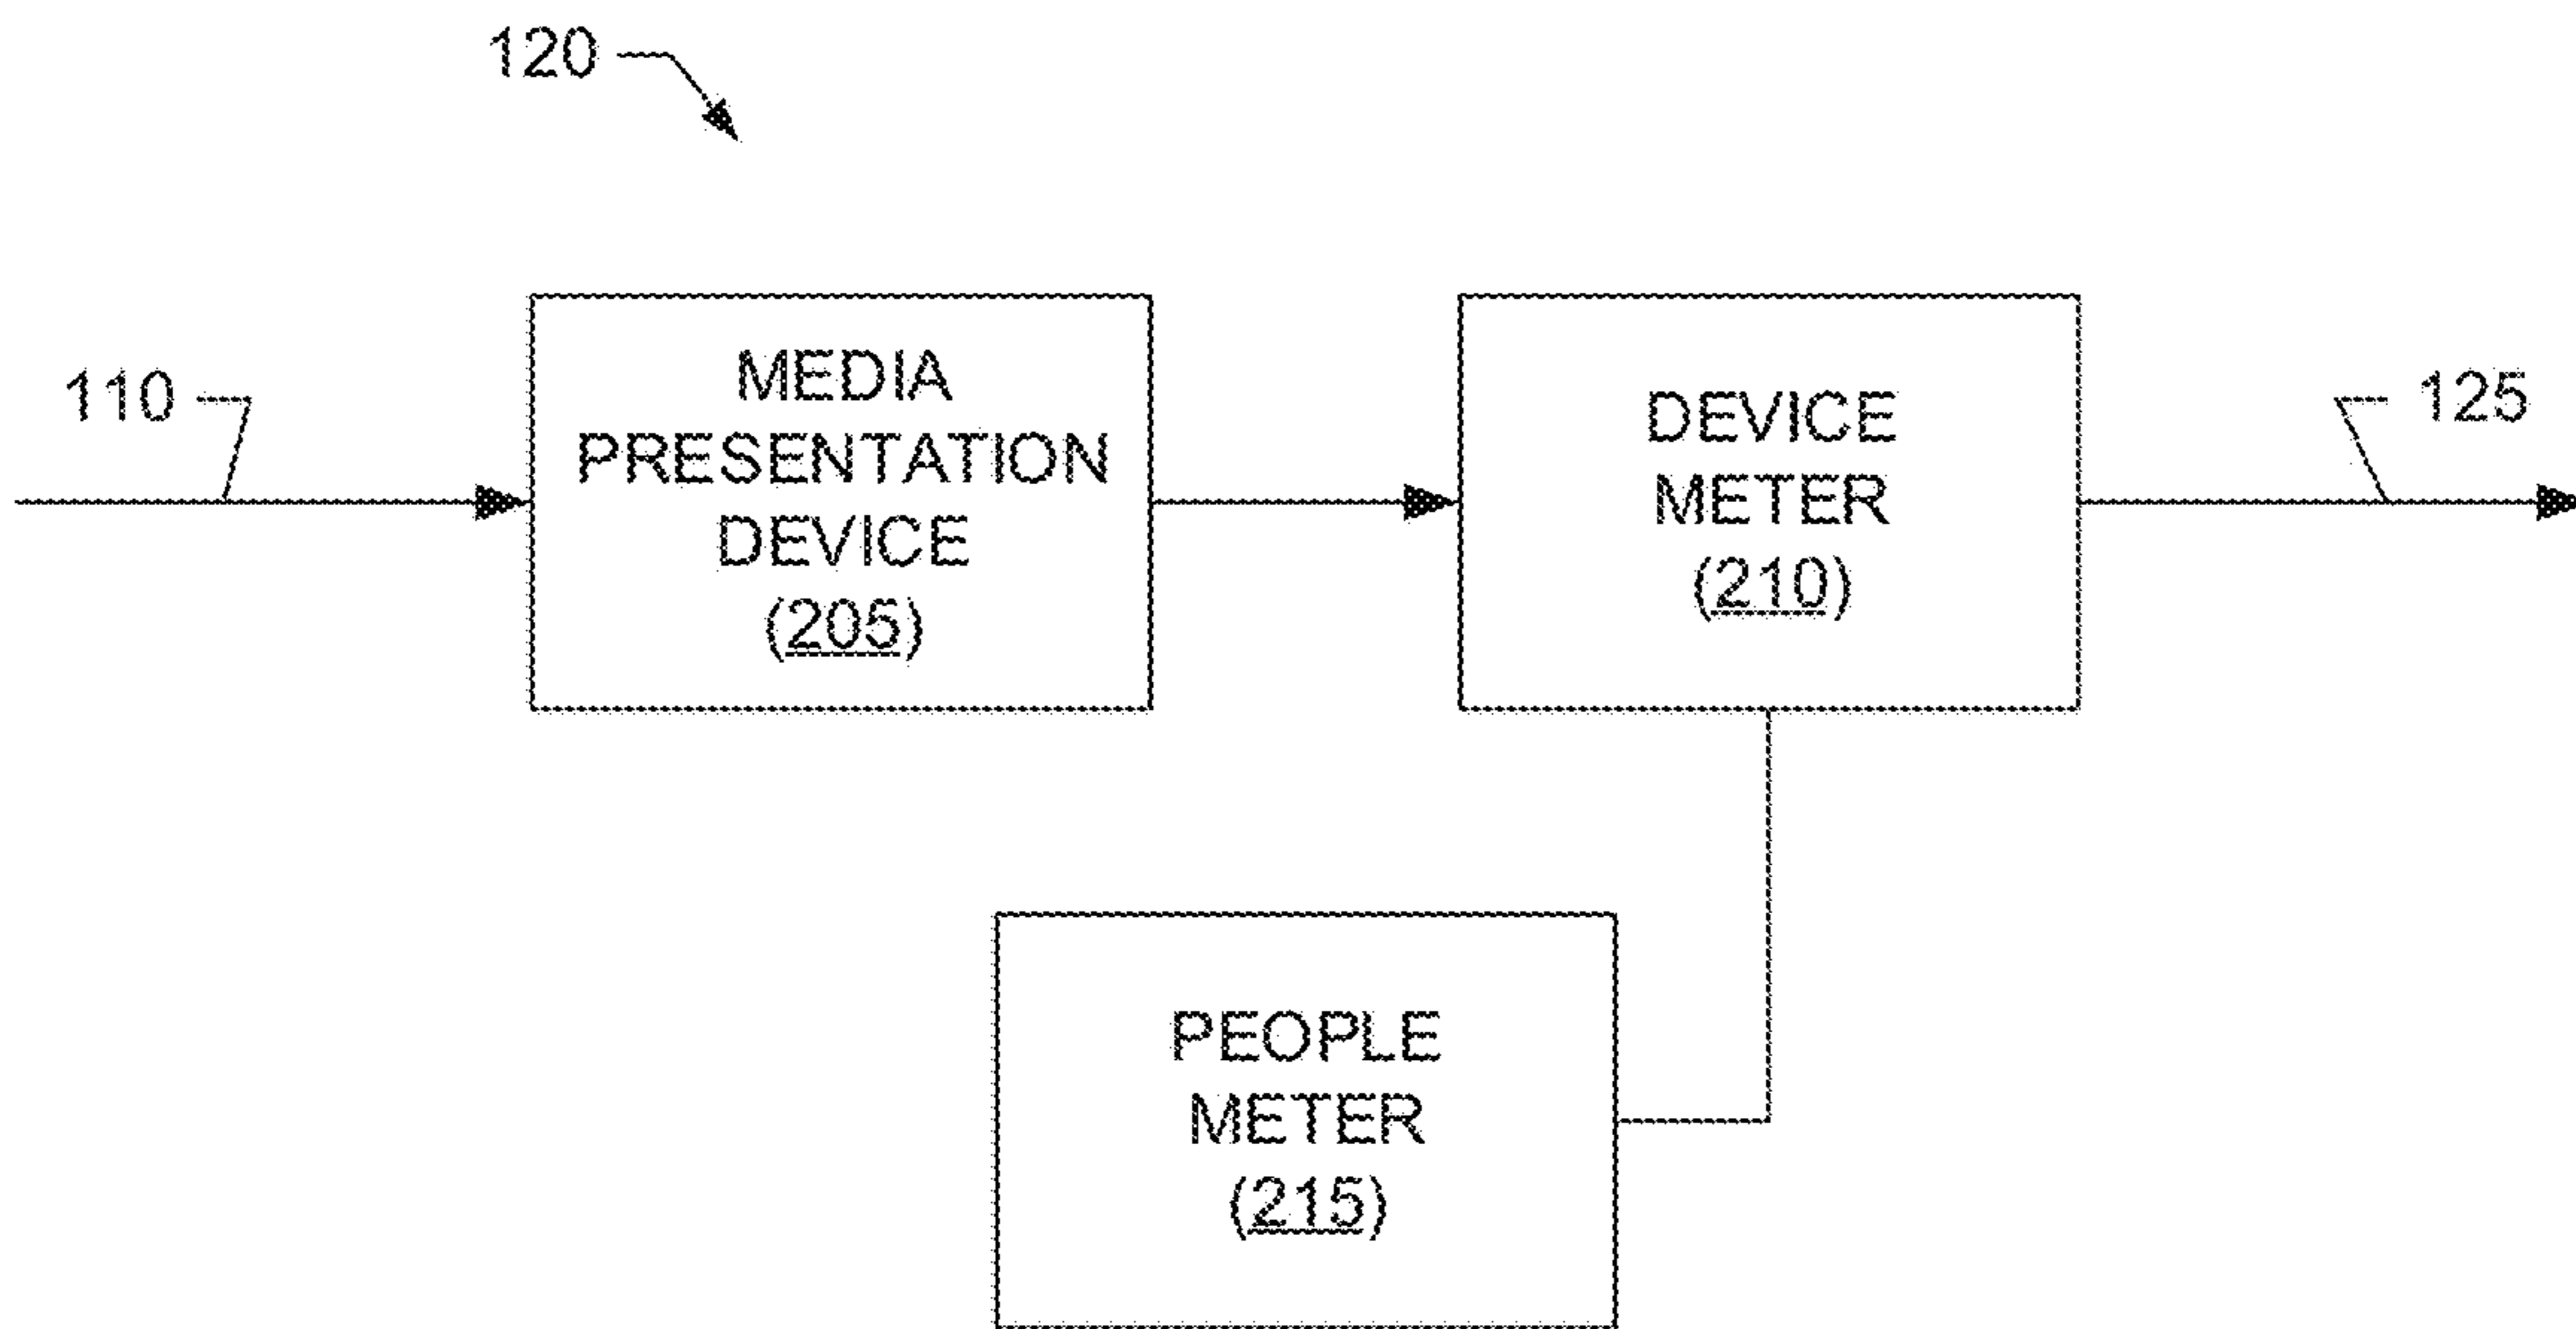 120
110
MEDIA
PRESENTATION
DEVICE
(205)
DEVICE
METER
(210)
125
PEOPLE
METER
(215)